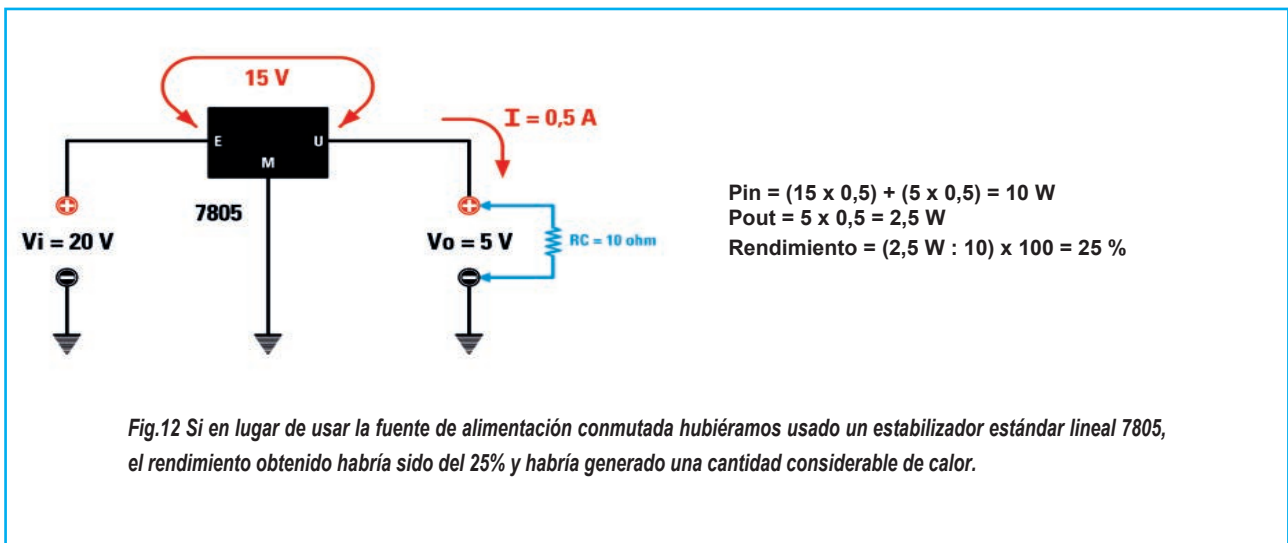 15 V
I = 0,5 A
E
U
M
7805
Vi = 20 V
Vo = 5 V
RC = 10 ohm
Pin = (15 x 0,5) + (5 x 0,5) = 10 W
Pout = 5 x 0,5 = 2,5 W
Rendimiento = (2,5 W : 10) x 100 = 25 %
Fig.12 Si en lugar de usar la fuente de alimentación conmutada hubiéramos usado un estabilizador estándar lineal 7805,
el rendimiento obtenido habría sido del 25% y habría generado una cantidad considerable de calor.